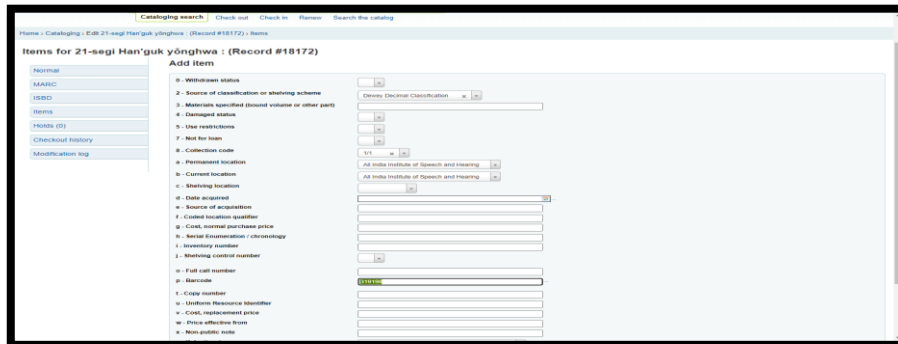 Cataloging search Check out Check in Renew Search the catalog
Home › Cataloging › Edit 21-segi Han'guk yŏnghwa : (Record #18172) › Items
Items for 21-segi Han'guk yŏnghwa : (Record #18172)
Normal
MARC
ISBD
Items
Holds (0)
Checkout history
Modification log
Add item
0 - Withdrawn status
2 - Source of classification or shelving scheme Dewey Decimal Classification
3 - Materials specified (bound volume or other part)
4 - Damaged status
5 - Use restrictions
7 - Not for loan
8 - Collection code 1/1
a - Permanent location All India Institute of Speech and Hearing
b - Current location All India Institute of Speech and Hearing
c - Shelving location
d - Date acquired
e - Source of acquisition
f - Coded location qualifier
g - Cost, normal purchase price
h - Serial Enumeration / chronology
i - Inventory number
j - Shelving control number
o - Full call number
p - Barcode
t - Copy number
u - Uniform Resource Identifier
v - Cost, replacement price
w - Price effective from
x - Non-public note